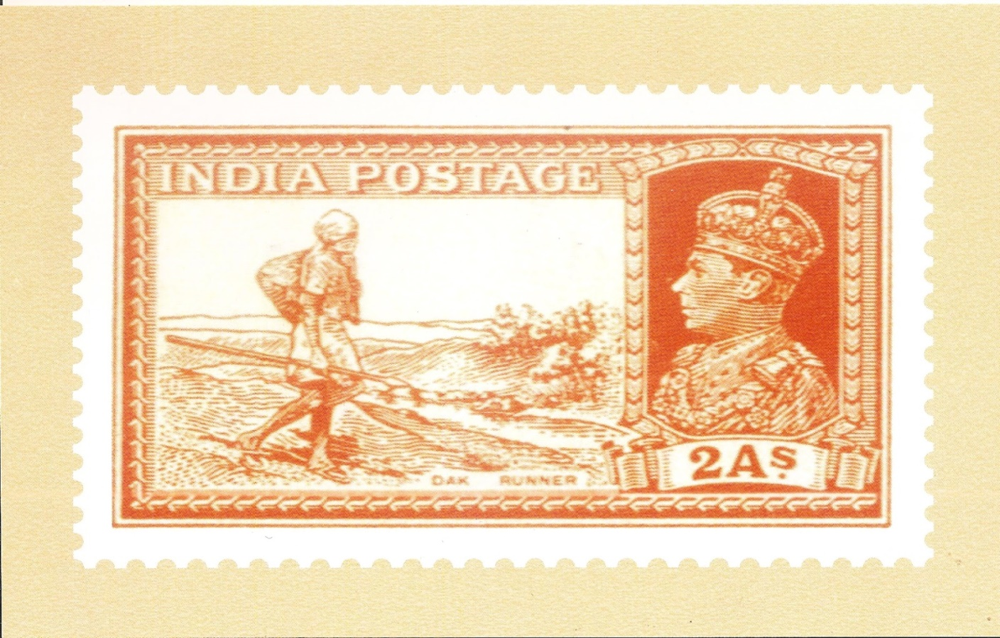 INDIA POSTAGE
DAK RUNNER
2As.